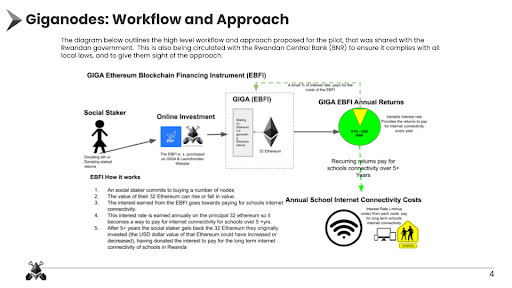 Giganodes: Workflow and Approach
The diagram below outlines the high level workflow and approach proposed for the pilot, that was shared with the
Rwandan government. This is also being circulated with the Rwandan Central Bank (BNR) to ensure it complies with all
local laws, and to give them sight of the approach.
GIGA Ethereum Blockchain Financing Instrument (EBFI)
A small % of interest rate pays for the
costs of the EBFI
Social Staker
Online Investment
GIGA (EBFI)
GIGA EBFI Annual Returns
Staking
on
Ethereum
2.0
generate
Ethereum
returns
32 Ethereum
ETH - USD
Variable interest rate
Provides the returns to pay
for internet connectivity
every year
Donating eth or
Donating staked
returns
EBFI
The EBFI is a purchased
on GIGA & Launchnodes
Website
Recurring returns pay for
schools connectivity over 5+
Years
EBFI How it works
1. An social staker commits to buying a number of nodes
2. The value of their 32 Ethereum can rise or fall in value.
3. The interest earned from the EBFI goes towards paying for schools internet
connectivity.
4. This interest rate is earned annually on the principal 32 ethereum so it
becomes a way to pay for internet connectivity for schools over 5 +yrs.
5. After 5+ years the social staker gets back the 32 Ethereum they originally
invested (the USD dollar value of that Ethereum could have increased or
decreased), having donated the interest to pay for the long term internet
connectivity of schools in Rwanda
Annual School Internet Connectivity Costs
Interest Rate (-minus
costs) from each node pay
for long term schools
internet connectivity
SCHOOL
4